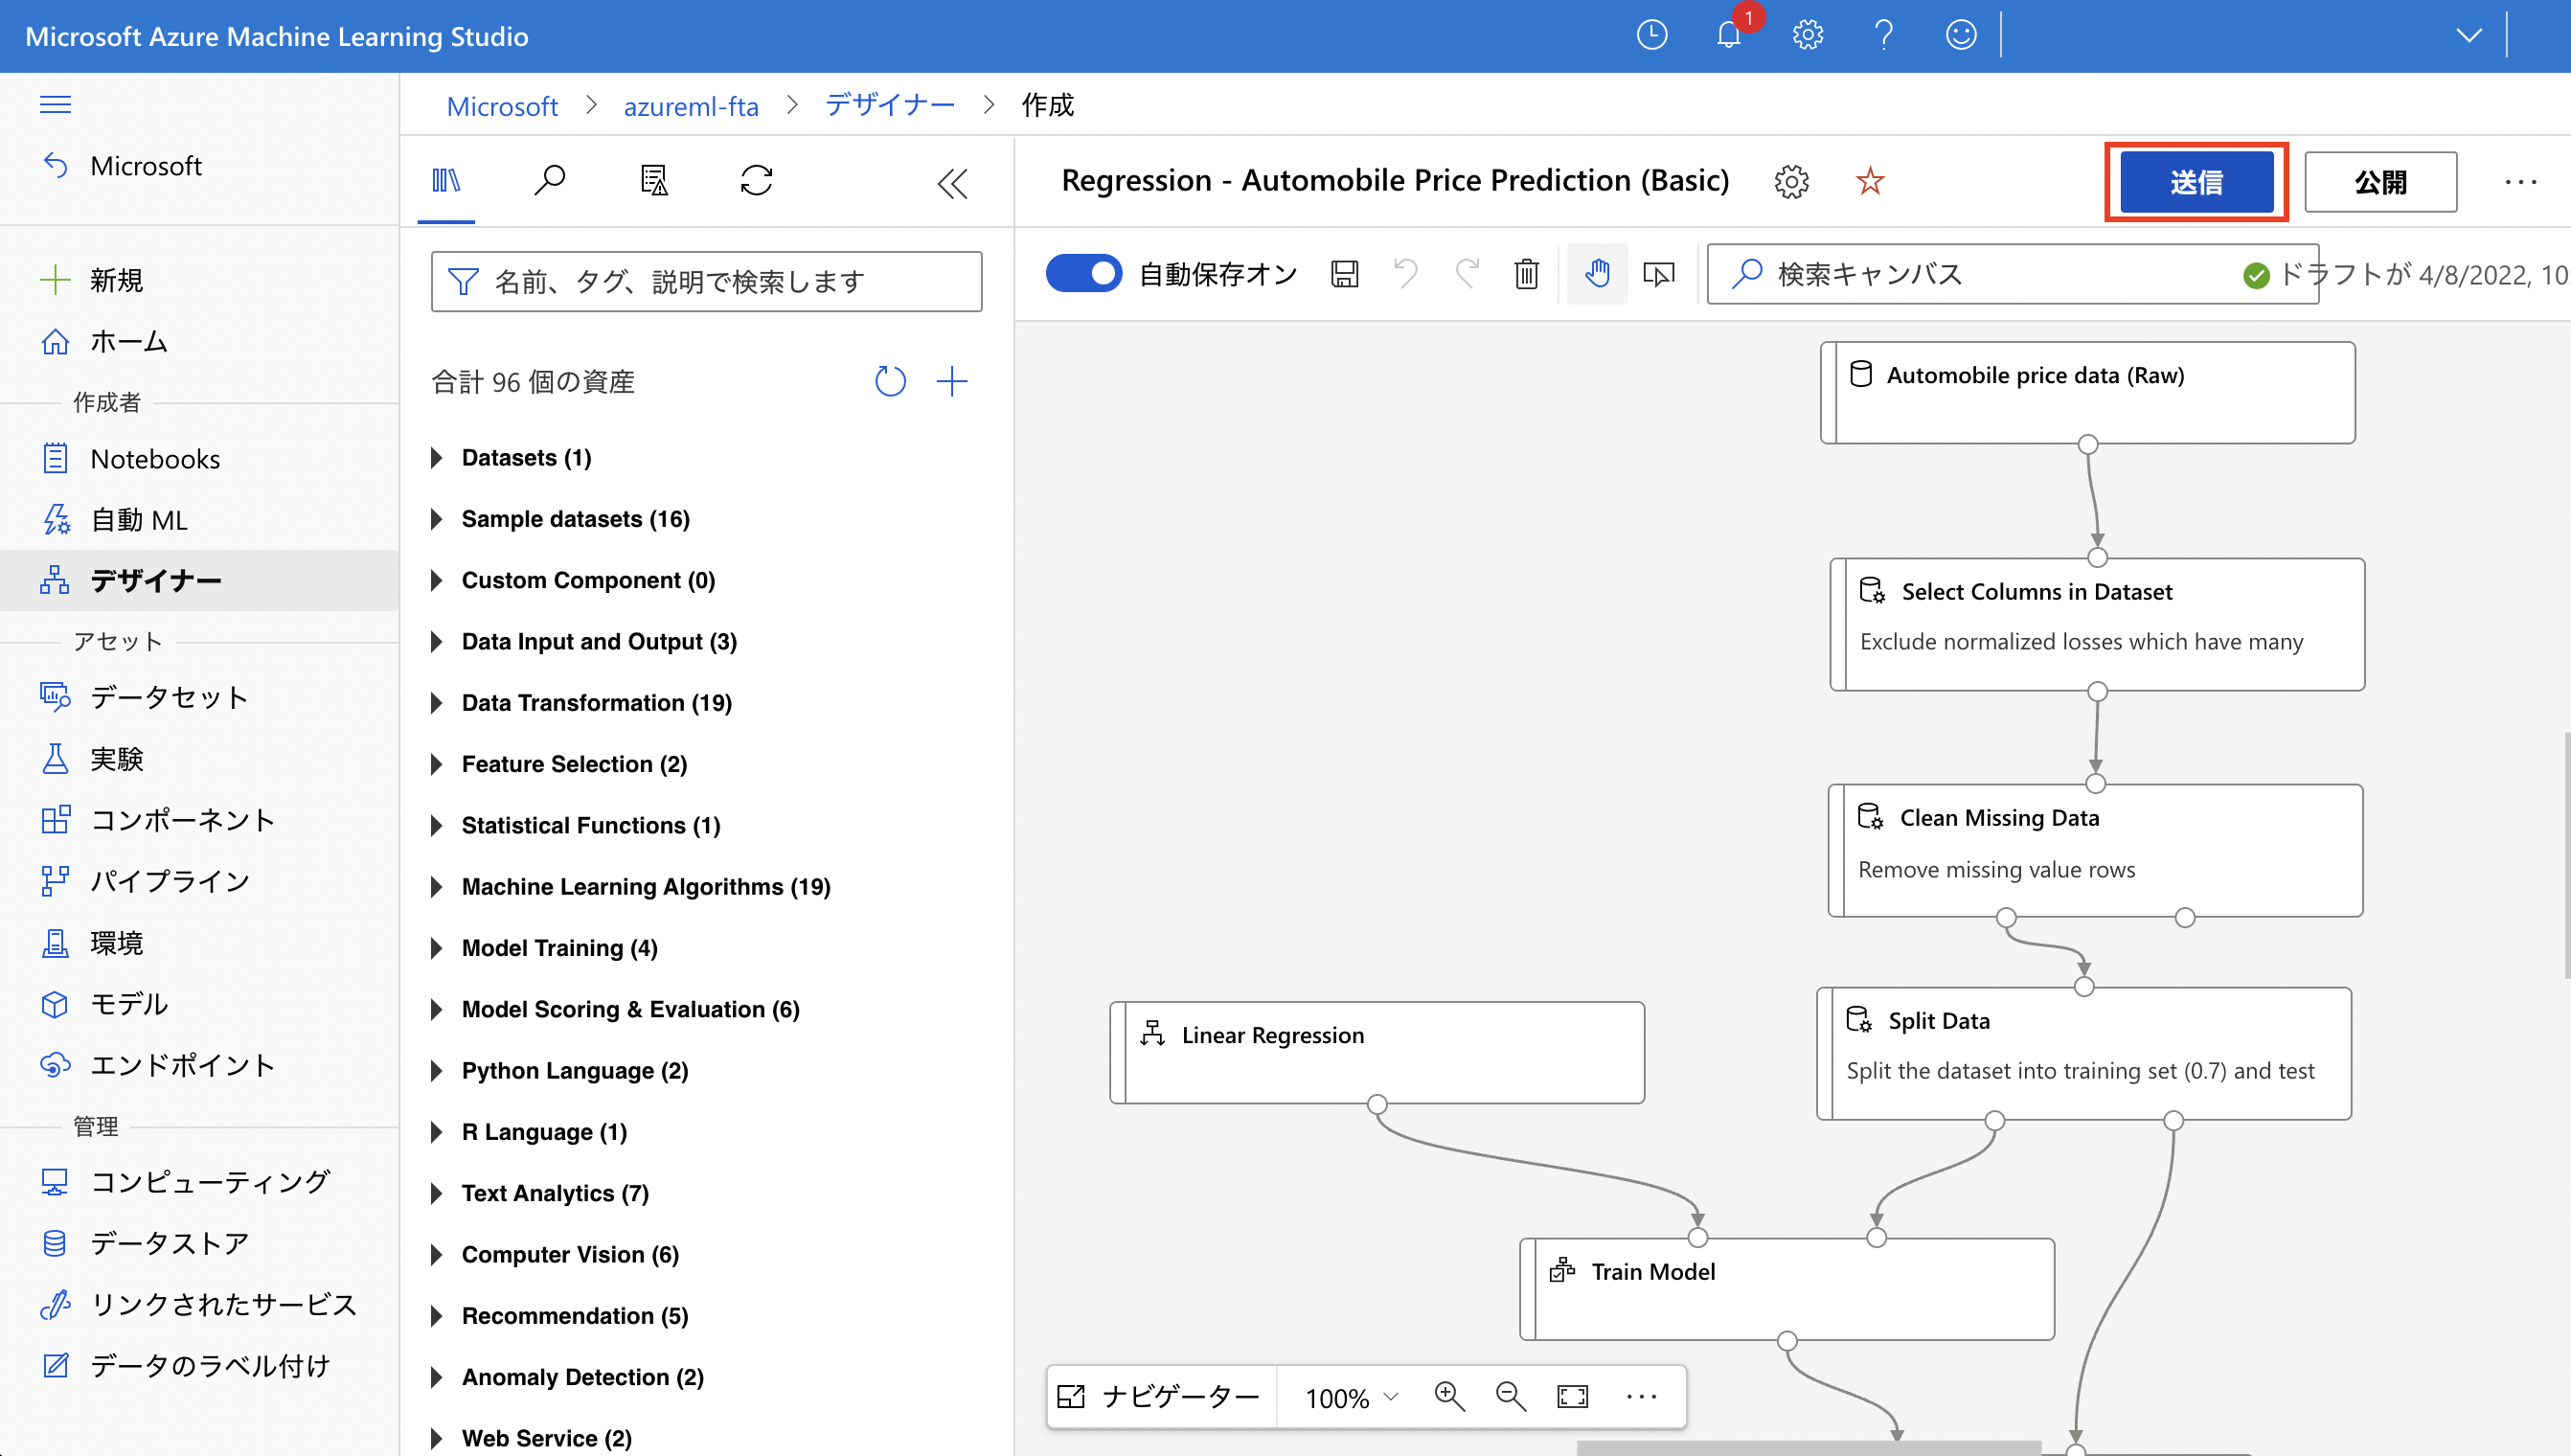 Microsoft Azure Machine Learning Studio
1
Microsoft > azureml-fta > デザイナー > 作成
Microsoft
新規
ホーム
作成者
Notebooks
自動 ML
デザイナー
アセット
データセット
実験
コンポーネント
パイプライン
環境
モデル
エンドポイント
管理
コンピューティング
データストア
リンクされたサービス
データのラベル付け
名前、タグ、説明で検索します
合計 96 個の資産
Datasets (1)
Sample datasets (16)
Custom Component (0)
Data Input and Output (3)
Data Transformation (19)
Feature Selection (2)
Statistical Functions (1)
Machine Learning Algorithms (19)
Model Training (4)
Model Scoring & Evaluation (6)
Python Language (2)
R Language (1)
Text Analytics (7)
Computer Vision (6)
Recommendation (5)
Anomaly Detection (2)
Web Service (2)
Regression - Automobile Price Prediction (Basic)
送信
公開
自動保存オン
検索キャンバス
ドラフトが 4/8/2022, 10:
Automobile price data (Raw)
Select Columns in Dataset
Exclude normalized losses which have many
Clean Missing Data
Remove missing value rows
Split Data
Split the dataset into training set (0.7) and test
Linear Regression
Train Model
ナビゲーター
100%